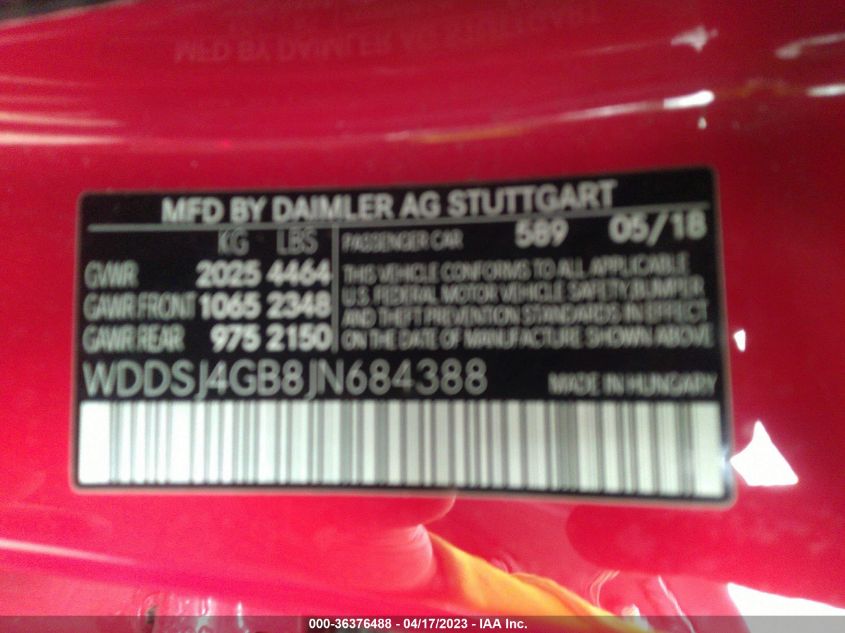 MFD BY DAIMLER AG STUTTGART
KG LBS
GVWR 2025 4464
GAWR FRONT 1065 2348
GAWR REAR 975 2150
PASSENGER CAR 589 05/18
THIS VEHICLE CONFORMS TO ALL APPLICABLE
U.S. FEDERAL MOTOR VEHICLE SAFETY, BUMPER
AND THEFT PREVENTION STANDARDS IN EFFECT
ON THE DATE OF MANUFACTURE SHOWN ABOVE
WDDSJ4GB8JN684388 MADE IN HUNGARY
000-36376488 - 04/17/2023 - IAA Inc.